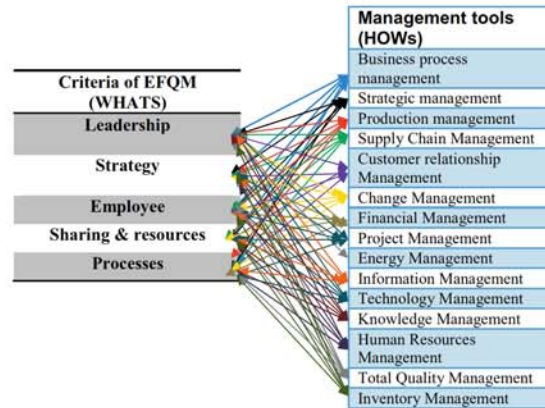 Criteria of EFQM
(WHATS)
Leadership
Strategy
Employee
Sharing & resources
Processes
Management tools
(HOWs)
Business process
management
Strategic management
Production management
Supply Chain Management
Customer relationship
Management
Change Management
Financial Management
Project Management
Energy Management
Information Management
Technology Management
Knowledge Management
Human Resources
Management
Total Quality Management
Inventory Management